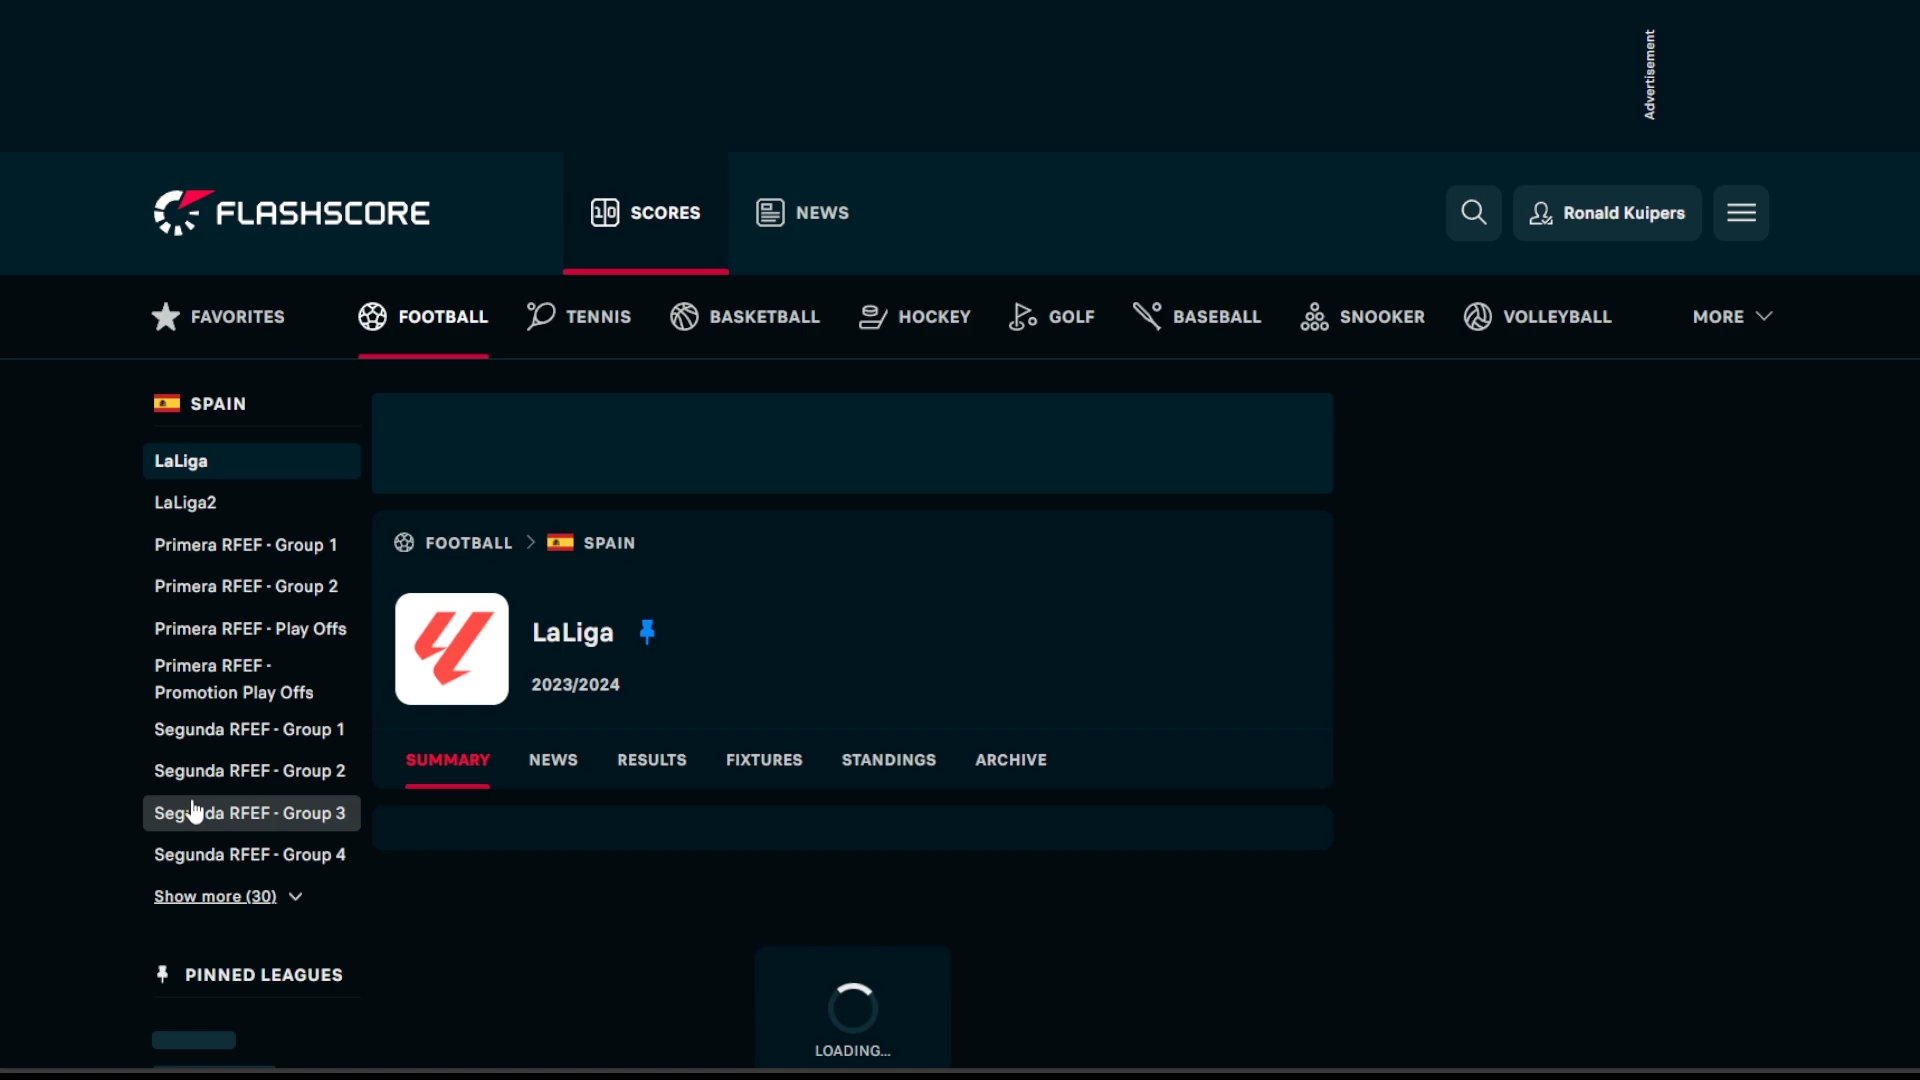 Advertisement
FLASHSCORE
SCORES
NEWS
Ronald Kuipers
FAVORITES
FOOTBALL
TENNIS
BASKETBALL
HOCKEY
GOLF
BASEBALL
SNOOKER
VOLLEYBALL
MORE
SPAIN
LaLiga
LaLiga2
Primera RFEF - Group 1
Primera RFEF - Group 2
Primera RFEF - Play Offs
Primera RFEF -
Promotion Play Offs
Segunda RFEF - Group 1
Segunda RFEF - Group 2
Segunda RFEF - Group 3
Segunda RFEF - Group 4
Show more (30)
PINNED LEAGUES
FOOTBALL > SPAIN
LaLiga
2023/2024
SUMMARY
NEWS
RESULTS
FIXTURES
STANDINGS
ARCHIVE
LOADING...